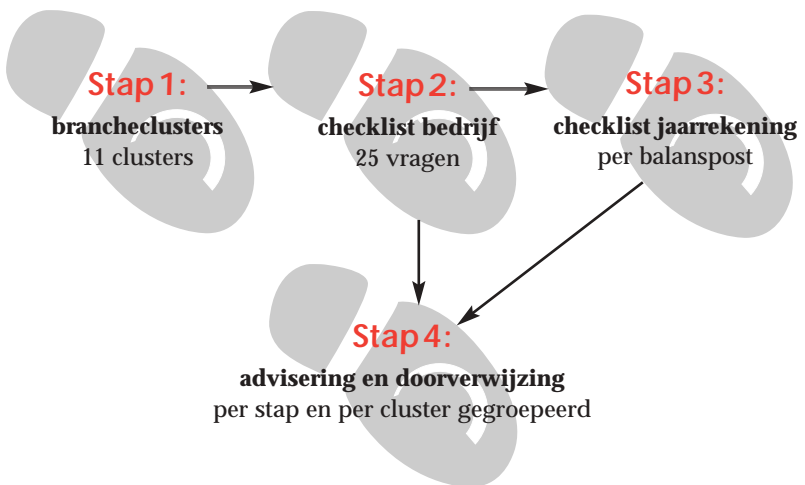 Stap 1:
brancheclusters
11 clusters
Stap 2:
checklist bedrijf
25 vragen
Stap 3:
checklist jaarrekening
per balanspost
Stap 4:
advisering en doorverwijzing
per stap en per cluster gegroepeerd